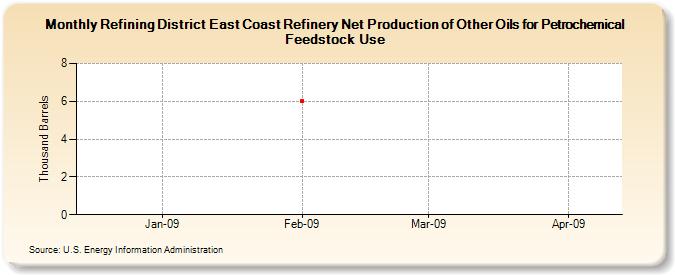 Monthly Refining District East Coast Refinery Net Production of Other Oils for Petrochemical
Feedstock Use
Thousand Barrels
8
6
4
2
0
Jan-09 Feb-09 Mar-09 Apr-09
Source: U.S. Energy Information Administration